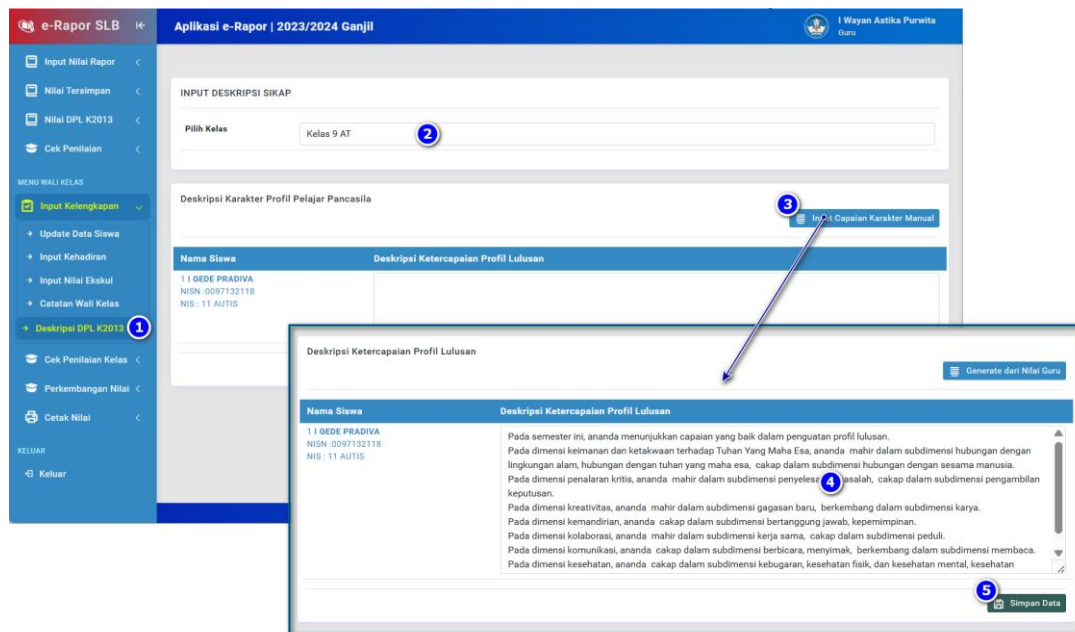 e-Rapor SLB
Aplikasi e-Rapor | 2023/2024 Ganjil
I Wayan Astika Purwita
Guru
Input Nilai Rapor
Nilai Tersimpan
Nilai DPL K2013
Cek Penilaian
MENU WALI KELAS
Input Kelengkapan
Update Data Siswa
Input Kehadiran
Input Nilai Ekskul
Catatan Wali Kelas
Deskripsi DPL K2013
1
Cek Penilaian Kelas
Perkembangan Nilai
Cetak Nilai
KELUAR
Keluar
INPUT DESKRIPSI SIKAP
Pilih Kelas
Kelas 9 AT
2
Deskripsi Karakter Profil Pelajar Pancasila
3
Input Capaian Karakter Manual
Nama Siswa Deskripsi Ketercapaian Profil Lulusan
1 I GEDE PRADIVA
NISN :0097132118
NIS : 11 AUTIS
Deskripsi Ketercapaian Profil Lulusan
Generate dari Nilai Guru
Nama Siswa Deskripsi Ketercapaian Profil Lulusan
1 I GEDE PRADIVA
NISN :0097132118
NIS : 11 AUTIS
Pada semester ini, ananda menunjukkan capaian yang baik dalam penguatan profil lulusan.
Pada dimensi keimanan dan ketakwaan terhadap Tuhan Yang Maha Esa, ananda mahir dalam subdimensi hubungan dengan
lingkungan alam, hubungan dengan tuhan yang maha esa, cakap dalam subdimensi hubungan dengan sesama manusia.
Pada dimensi penalaran kritis, ananda mahir dalam subdimensi cakap dalam subdimensi pengambilan
keputusan.
4
Pada dimensi kreativitas, ananda mahir dalam subdimensi gagasan baru, berkembang dalam subdimensi karya.
Pada dimensi kemandirian, ananda cakap dalam subdimensi bertanggung jawab, kepemimpinan.
Pada dimensi kolaborasi, ananda mahir dalam subdimensi kerja sama, cakap dalam subdimensi peduli.
Pada dimensi komunikasi, ananda cakap dalam subdimensi berbicara, menyimak, berkembang dalam subdimensi membaca.
Pada dimensi kesehatan, ananda cakap dalam subdimensi kebugaran, kesehatan fisik, dan kesehatan mental, kesehatan
5
Simpan Data